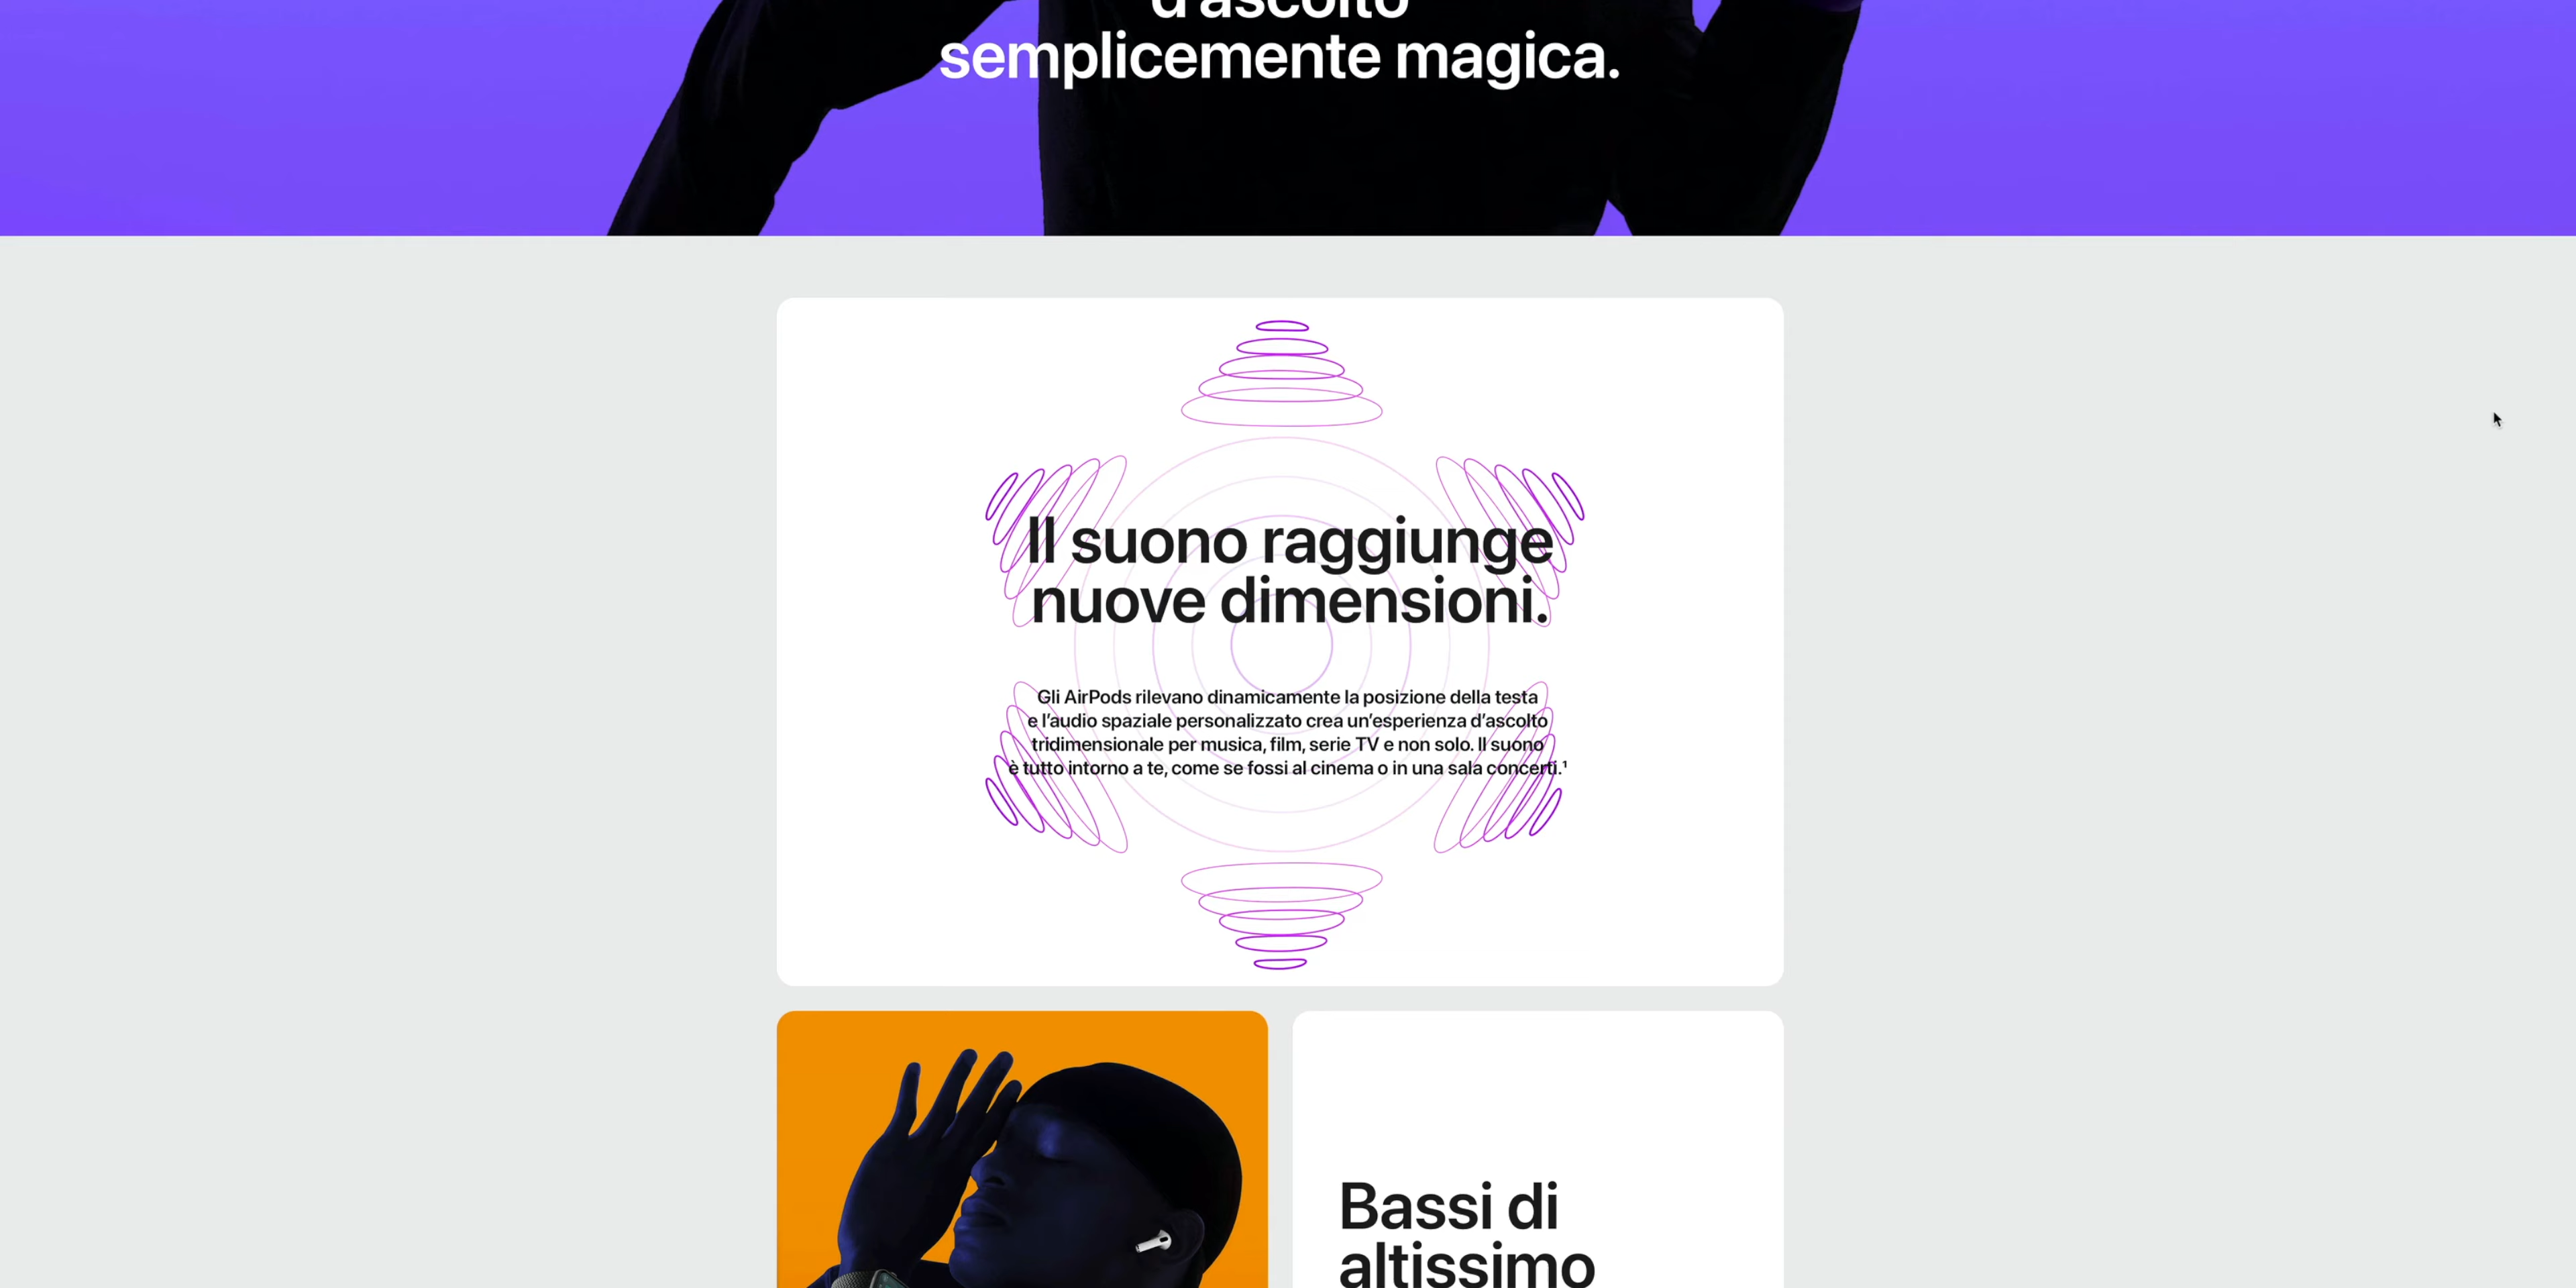 d'ascolto
semplicemente magica.
Il suono raggiunge
nuove dimensioni.
Gli AirPods rilevano dinamicamente la posizione della testa
e l’audio spaziale personalizzato crea un’esperienza d’ascolto
tridimensionale per musica, film, serie TV e non solo. Il suono
è tutto intorno a te, come se fossi al cinema o in una sala concerti.¹
Bassi di
altissimo